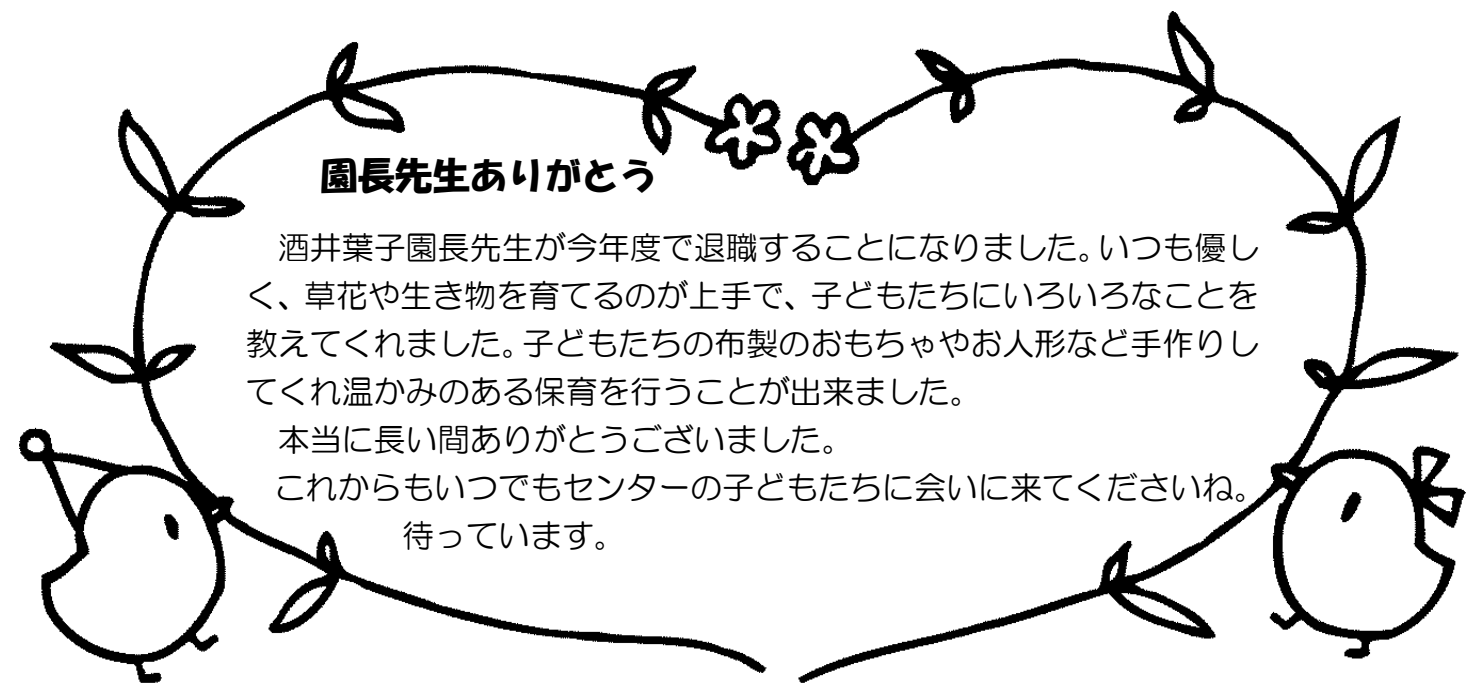 園長先生ありがとう
酒井葉子園長先生が今年度で退職することになりました。いつも優し
く、草花や生き物を育てるのが上手で、子どもたちにいろいろなことを
教えてくれました。子どもたちの布製のおもちゃやお人形など手作りし
てくれ温かみのある保育を行うことが出来ました。
本当に長い間ありがとうございました。
これからもいつでもセンターの子どもたちに会いに来てくださいね。
待っています。